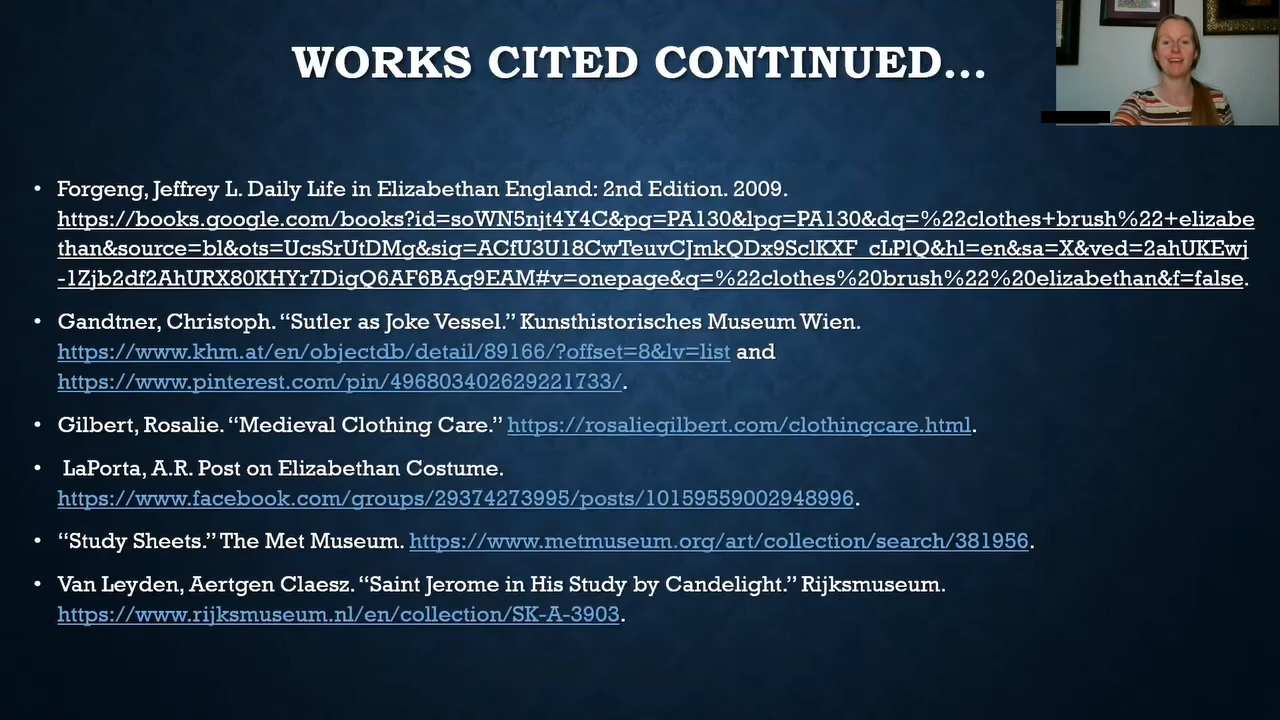 WORKS CITED CONTINUED...
• Forgeng, Jeffrey L. Daily Life in Elizabethan England: 2nd Edition. 2009.
https://books.google.com/books?id=soWN5njt4Y4C&pg=PA130&lpg=PA130&dq=%22clothes+brush%22+elizabe
than&source=bl&ots=UcsSrUtDMg&sig=ACfU3U18CwTeuvCJmkQDx9SclKXF_cLPlQ&hl=en&sa=X&ved=2ahUKEwj
-1Zjb2df2AhURX80KHYr7DigQ6AF6BAg9EAM#v=onepage&q=%22clothes%20brush%22%20elizabethan&f=false.
• Gandtner, Christoph. “Sutler as Joke Vessel.” Kunsthistorisches Museum Wien.
https://www.khm.at/en/objectdb/detail/89166/?offset=8&lv=list and
https://www.pinterest.com/pin/496803402629221733/.
• Gilbert, Rosalie. “Medieval Clothing Care.” https://rosaliegilbert.com/clothingcare.html.
• LaPorta, A.R. Post on Elizabethan Costume.
https://www.facebook.com/groups/29374273995/posts/10159559002948996.
• “Study Sheets.” The Met Museum. https://www.metmuseum.org/art/collection/search/381956.
• Van Leyden, Aertgen Claesz. “Saint Jerome in His Study by Candelight.” Rijksmuseum.
https://www.rijksmuseum.nl/en/collection/SK-A-3903.